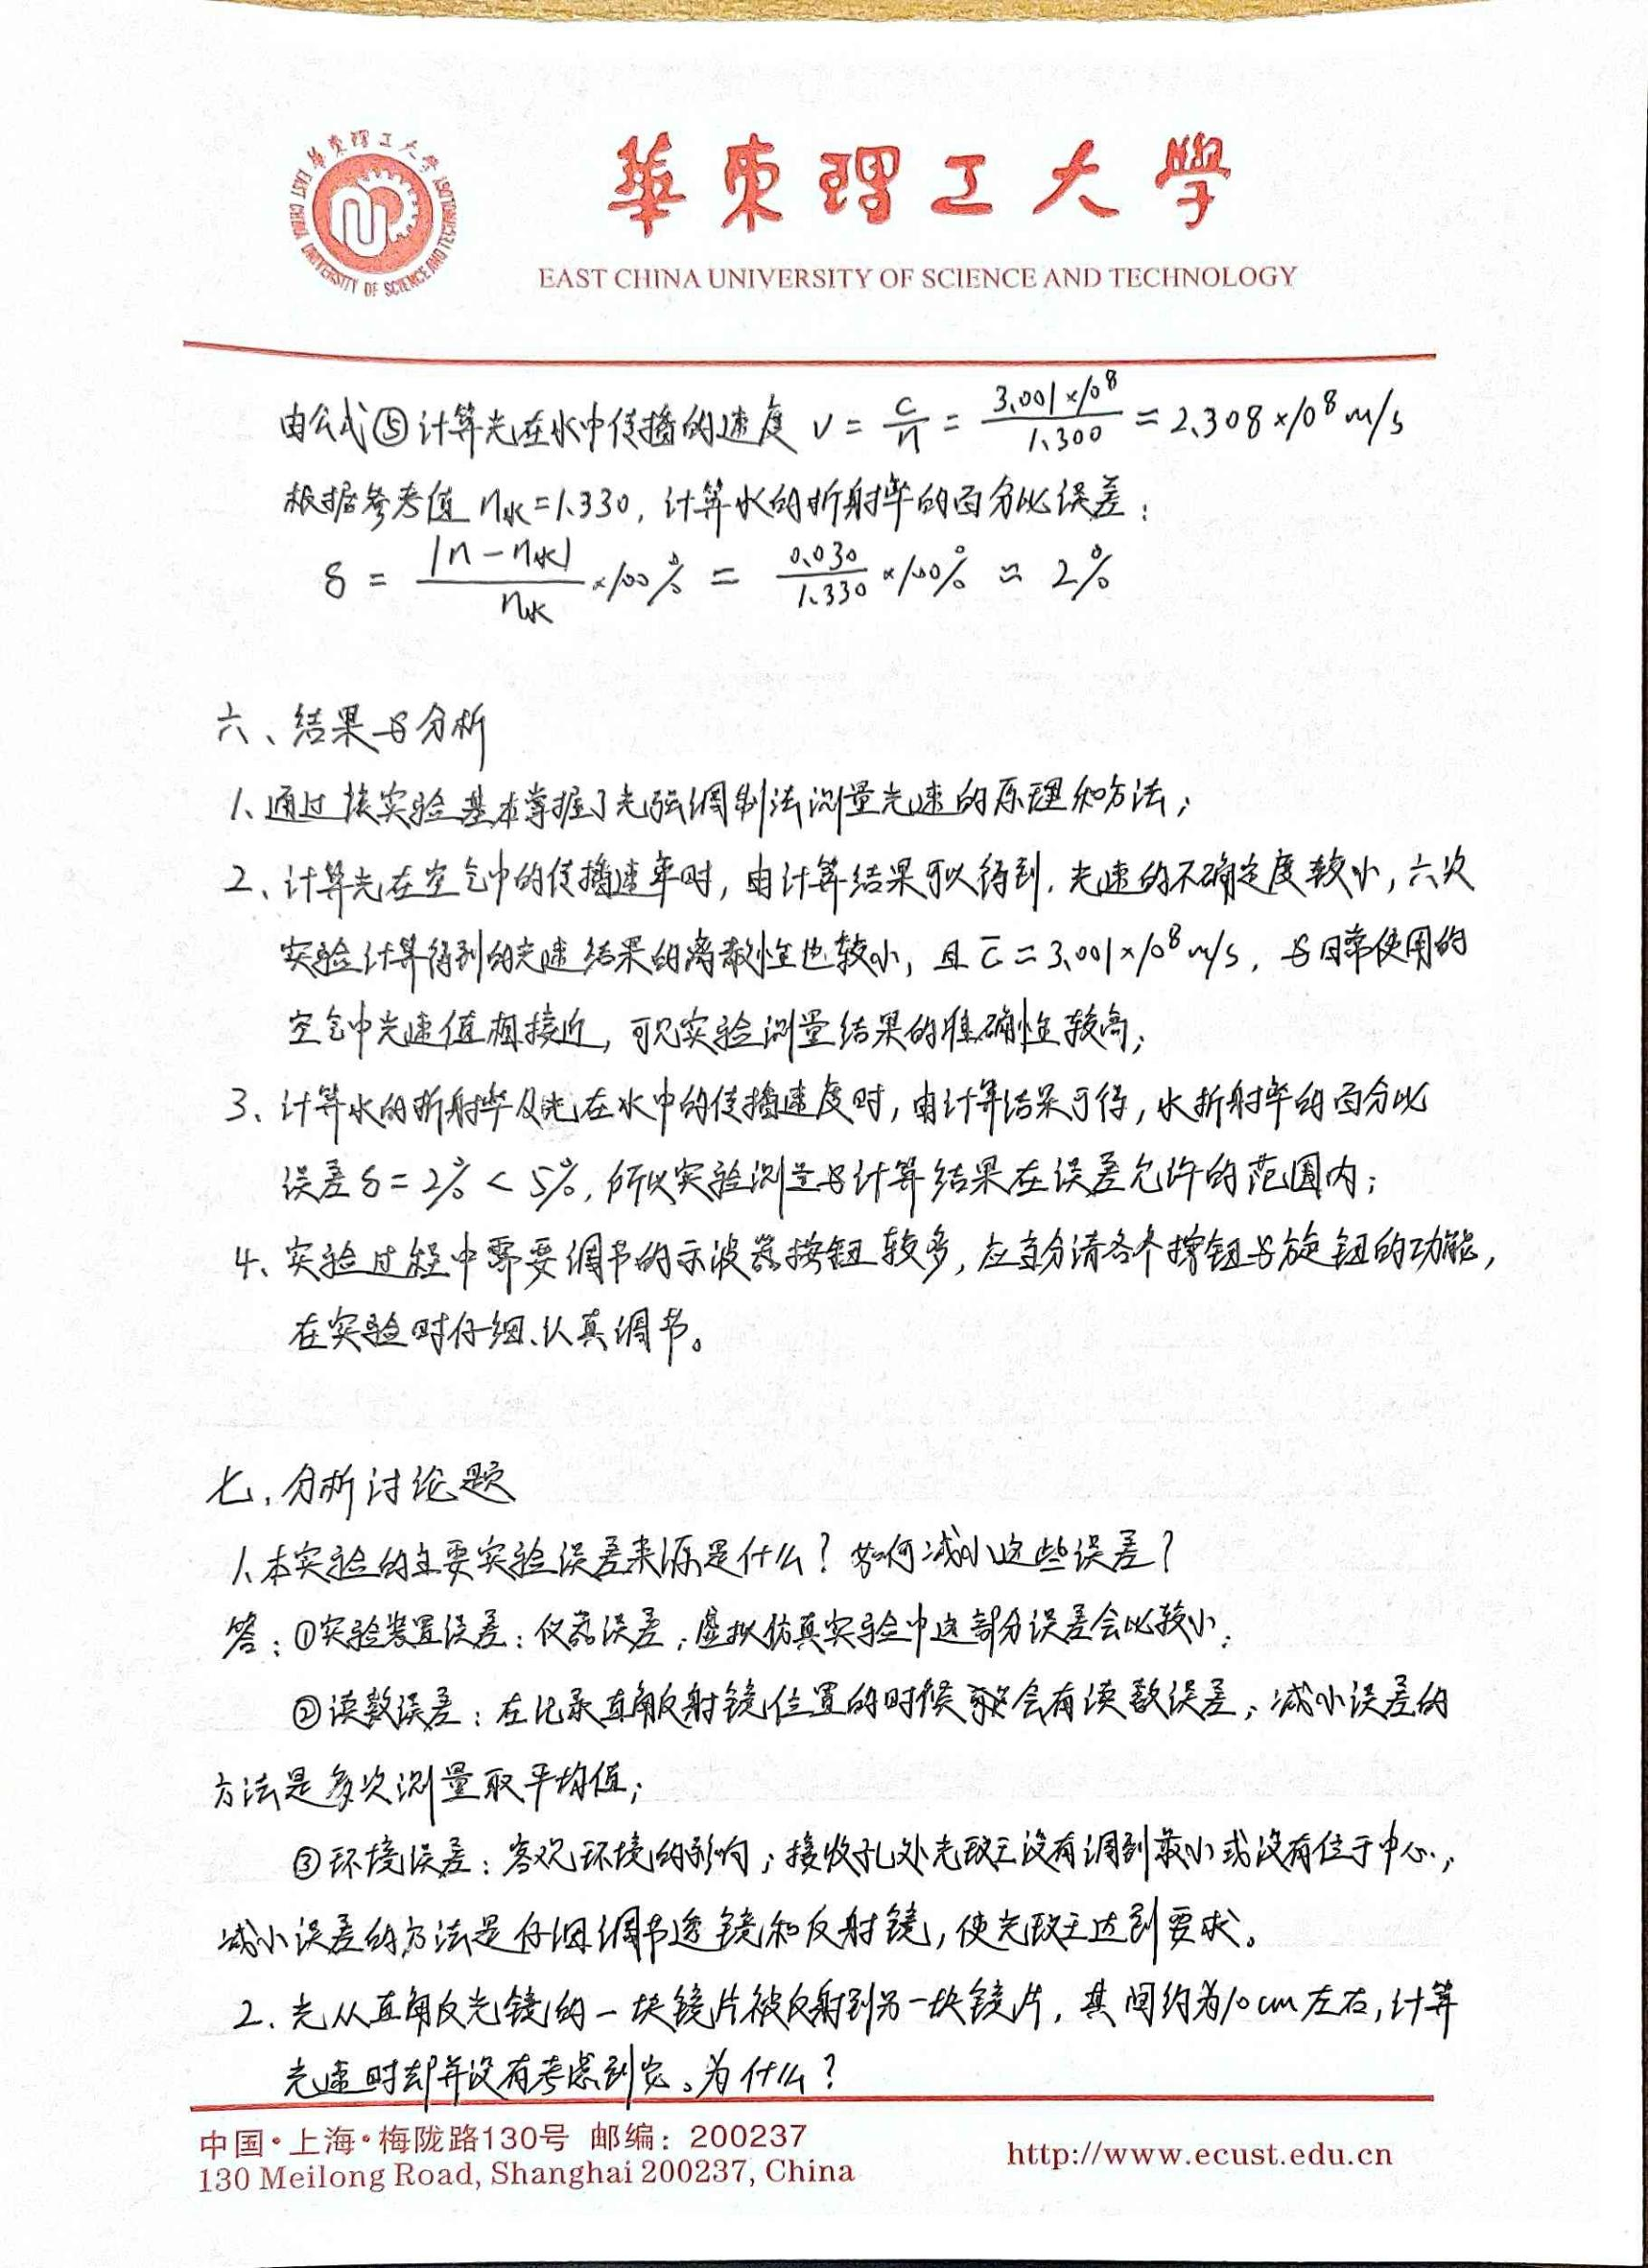 華東理工大學
EAST CHINA UNIVERSITY OF SCIENCE AND TECHNOLOGY
華東理工大學
EAST CHINA UNIVERSITY OF SCIENCE AND TECHNOLOGY
由公式⑤计算光在水中传播的速度 v = c/n = 3.001×10⁸/1.300 = 2.308×10⁸ m/s
根据参考值 n水=1.330, 计算水的折射率的百分比误差:
δ = |n-n水|/n水 ×100% = 0.030/1.330 ×100% ≈ 2%
六、结果与分析
1、通过该实验基本掌握了光强调制法测量光速的原理和方法;
2、计算光在空气中的传播速率时, 由计算结果可以得到, 光速的不确定度较小, 六次
实验计算得到的光速结果的离散性也较小, 且 c̄=3.001×10⁸m/s, 与日常使用的
空气中光速值相接近, 可见实验测量结果的准确性较高;
3、计算水的折射率及光在水中的传播速度时, 由计算结果可得, 水折射率的百分比
误差δ=2%<5%, 所以实验测量与计算结果在误差允许的范围内;
4、实验过程中需要调节的示波器按钮较多, 应当分清各个按钮与旋钮的功能,
在实验时仔细、认真调节。
七、分析讨论题
1、本实验的主要实验误差来源是什么? 如何减小这些误差?
答: ①实验装置误差: 仪器误差; 虚拟仿真实验中这部分误差会比较小;
②读数误差: 在记录直角反射镜位置的时候会有读数误差; 减小误差的
方法是多次测量取平均值;
③环境误差: 客观环境的影响; 接收孔处光斑没有调到最小或没有位于中心;
减小误差的方法是仔细调节透镜和反射镜, 使光斑达到要求。
2、光从直角反光镜的一块镜片被反射到另一块镜片, 其间约为10cm左右, 计算
光速时却并没有考虑到它。为什么?
中国•上海•梅陇路130号 邮编: 200237
130 Meilong Road, Shanghai 200237, China
http://www.ecust.edu.cn